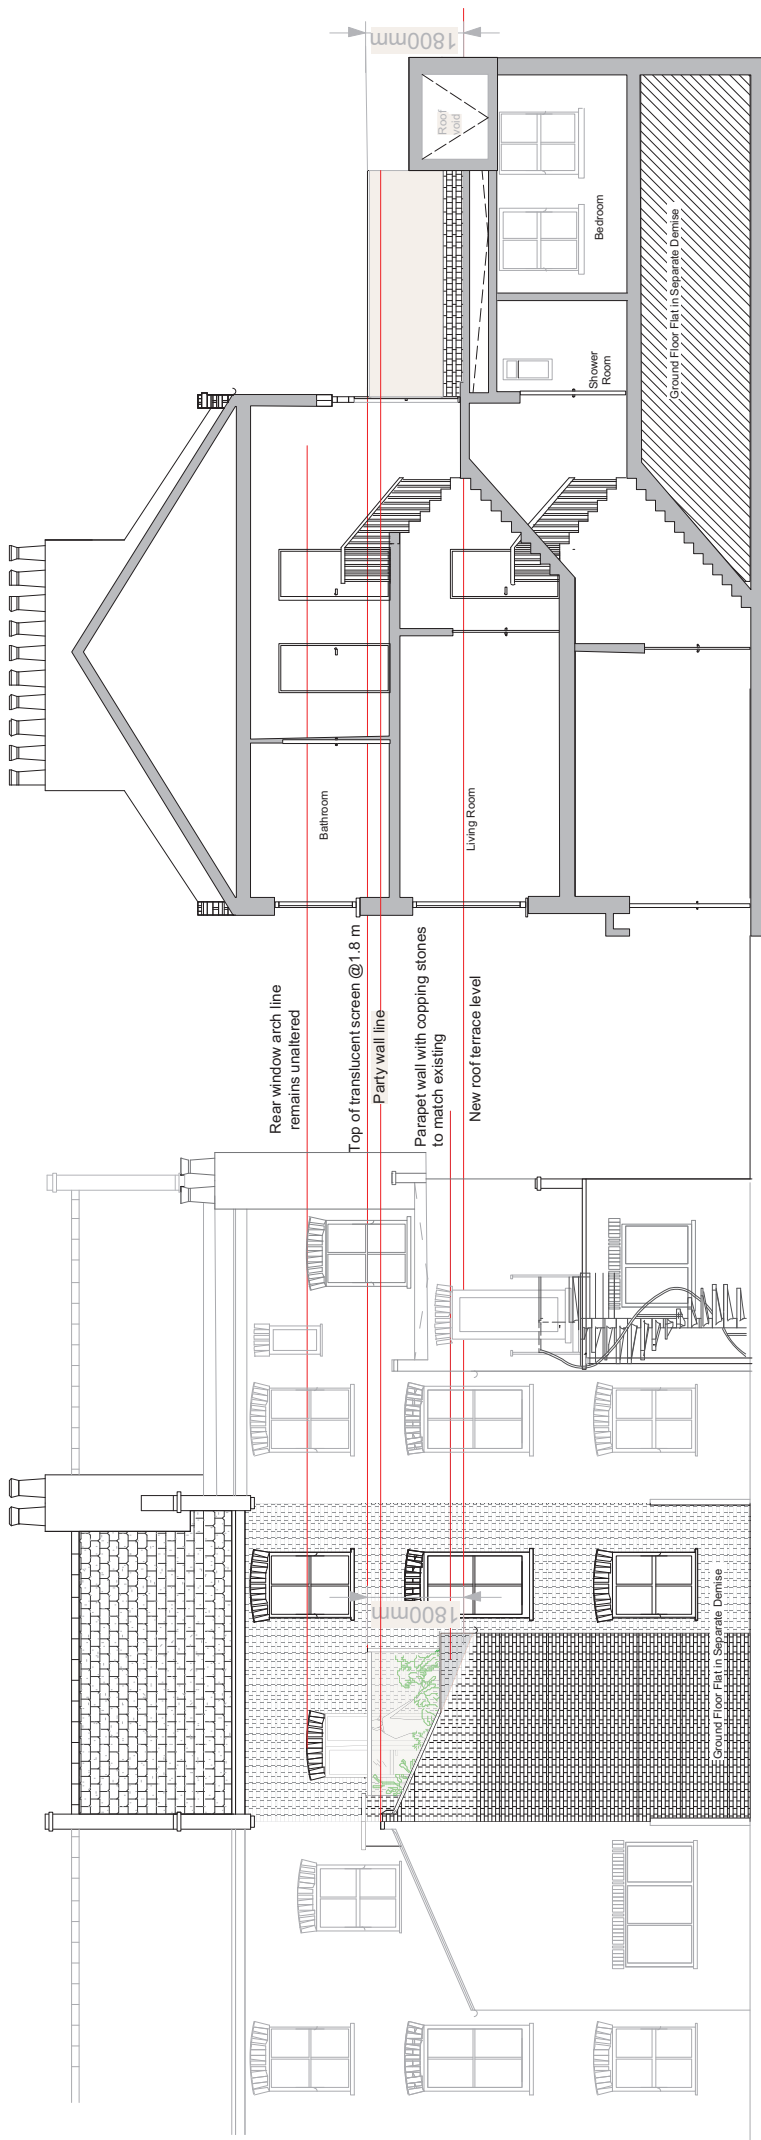 Rear window arch line
remains unaltered
Top of translucent screen @1.8 m
Party wall line
Parapet wall with copping stones
to match existing
New roof terrace level
1800mm
Ground Floor Flat in Separate Demise
Bathroom
Living Room
Shower
Room
Bedroom
Roof
void
Ground Floor Flat in Separate Demise
1800mm